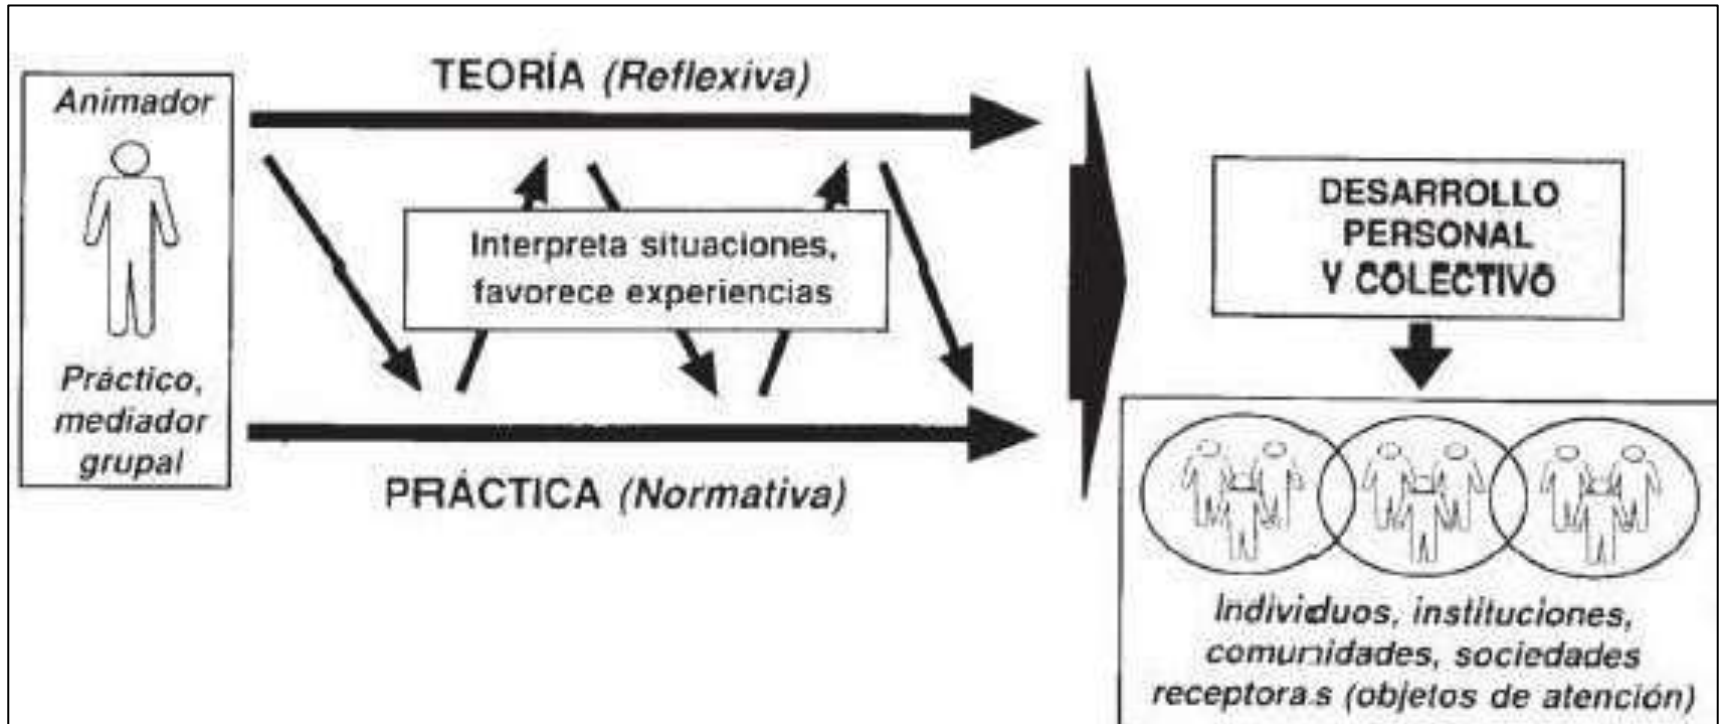 Animador
Práctico,
mediador
grupal
TEORÍA (Reflexiva)
Interpreta situaciones,
favorece experiencias
PRÁCTICA (Normativa)
DESARROLLO
PERSONAL
Y COLECTIVO
Individuos, instituciones,
comunidades, sociedades
receptoras (objetos de atención)